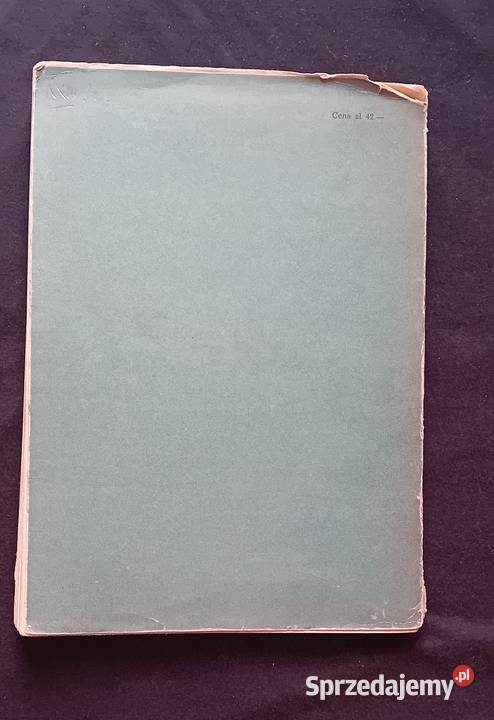 Cena zł 42.—
Sprzedajemy.pl